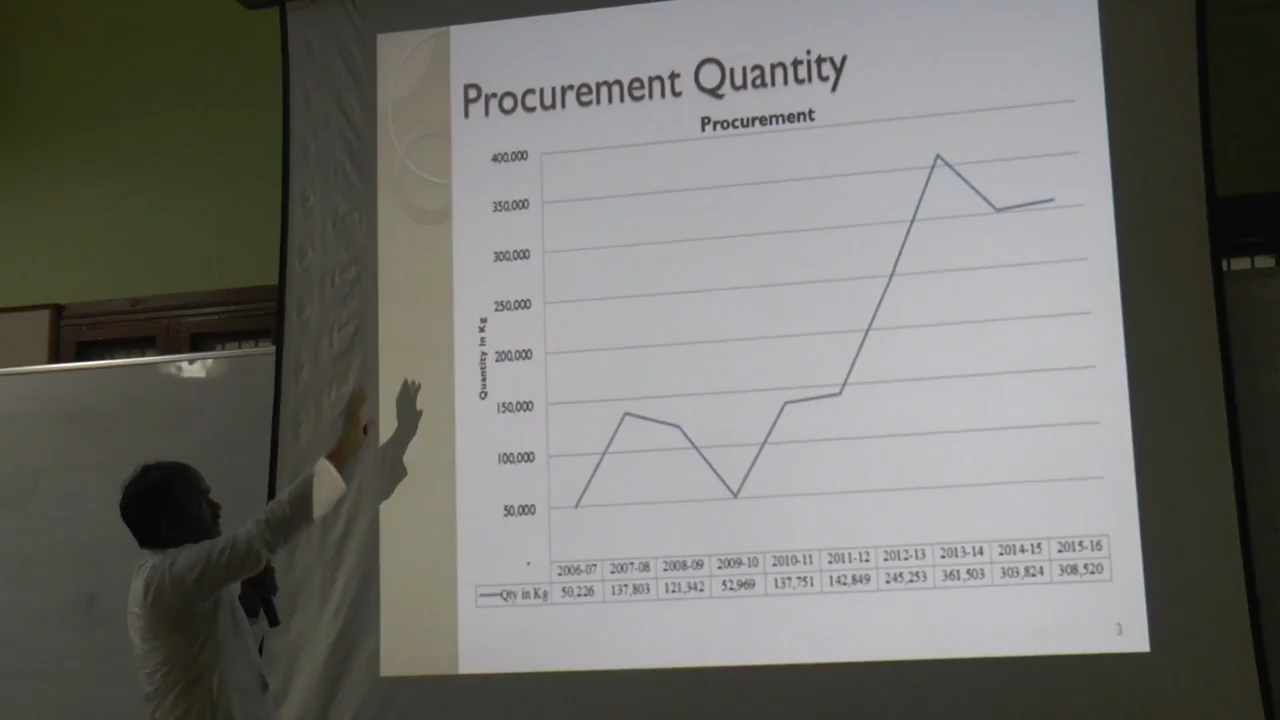 Procurement Quantity
Procurement
400,000
350,000
300,000
250,000
200,000
150,000
100,000
50,000
Quantity in Kg
2006-07 2007-08 2008-09 2009-10 2010-11 2011-12 2012-13 2013-14 2014-15 2015-16
Qty in Kg 50,226 137,803 121,342 52,969 137,751 142,849 245,253 361,503 303,824 308,520
3